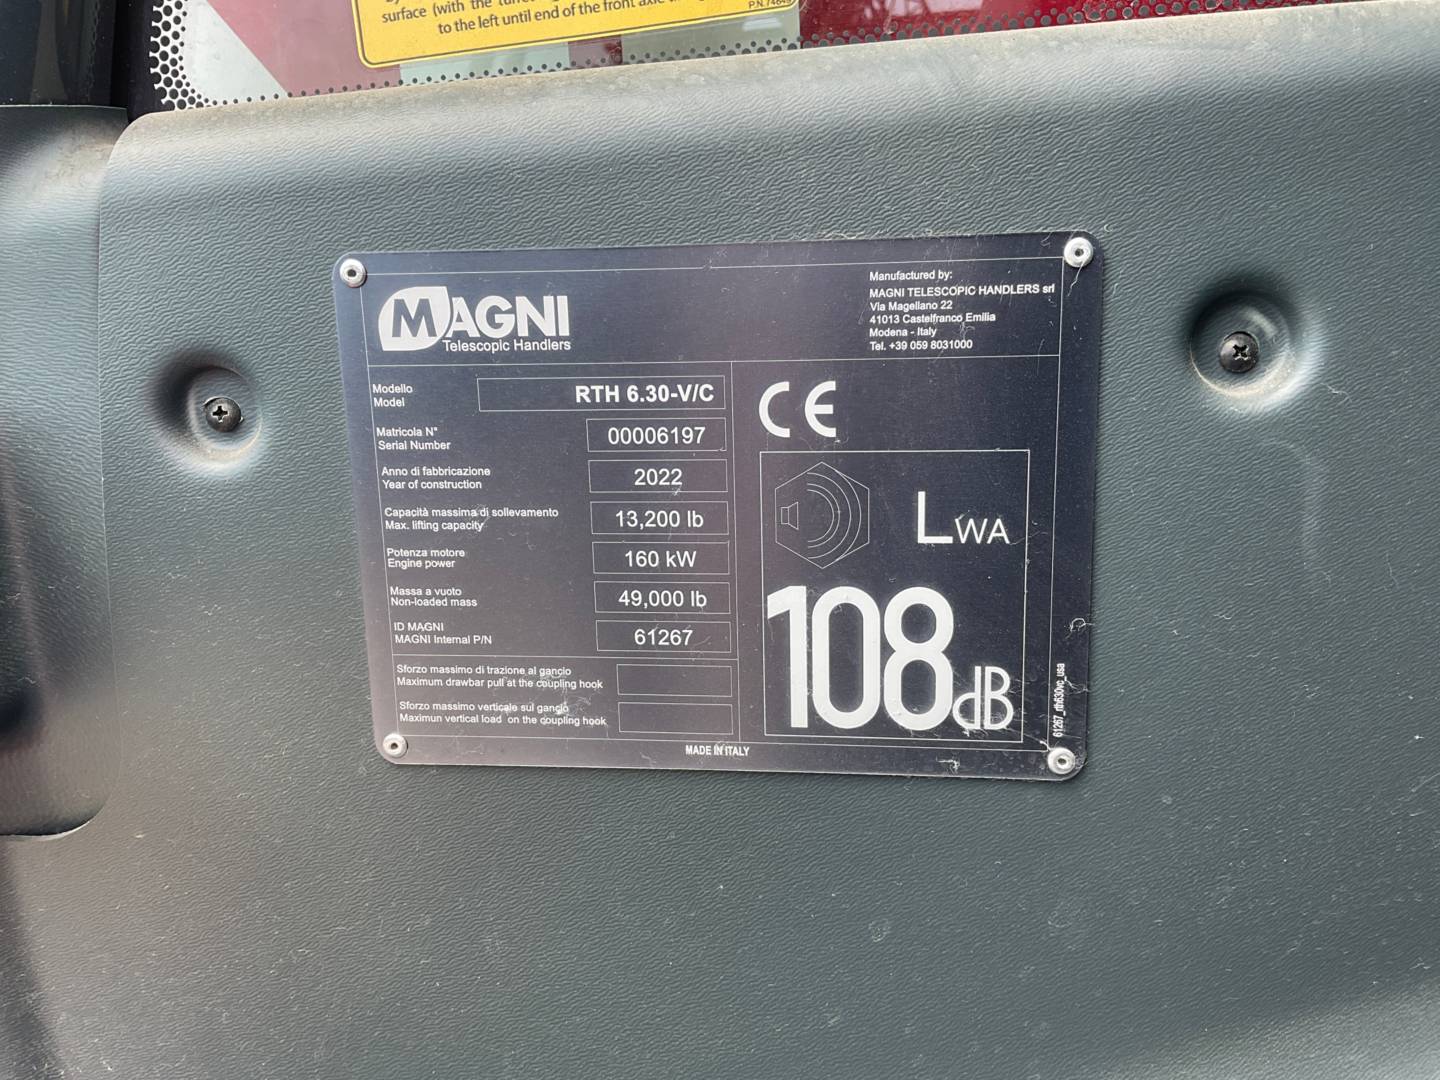 surface (with the
to the left until end of the front axle
P.N.
MAGNI
Telescopic Handlers
Manufactured by:
MAGNI TELESCOPIC HANDLERS srl
Via Magellano 22
41013 Castelfranco Emilia
Modena - Italy
Tel. +39 059 8031000
Modello
Model
RTH 6.30-V/C
Matricola N°
Serial Number
00006197
Anno di fabbricazione
Year of construction
2022
Capacità massima di sollevamento
Max. lifting capacity
13,200 lb
Potenza motore
Engine power
160 kW
Massa a vuoto
Non-loaded mass
49,000 lb
ID MAGNI
MAGNI Internal P/N
61267
Sforzo massimo di trazione al gancio
Maximum drawbar pull at the coupling hook
Sforzo massimo verticale sul gancio
Maximun vertical load on the coupling hook
CE
LWA
108dB
61267_rth630vc_usa
MADE IN ITALY